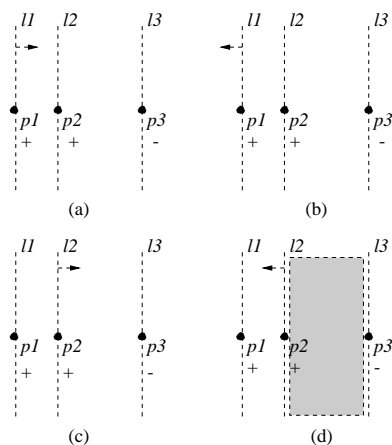 l1 l2 l3
l1 l2 l3
p1 p2 p3
+ + -
p1 p2 p3
+ + -
(a)
(b)
l1 l2 l3
l1 l2 l3
p1 p2 p3
+ + -
p1 p2 p3
+ + -
(c)
(d)